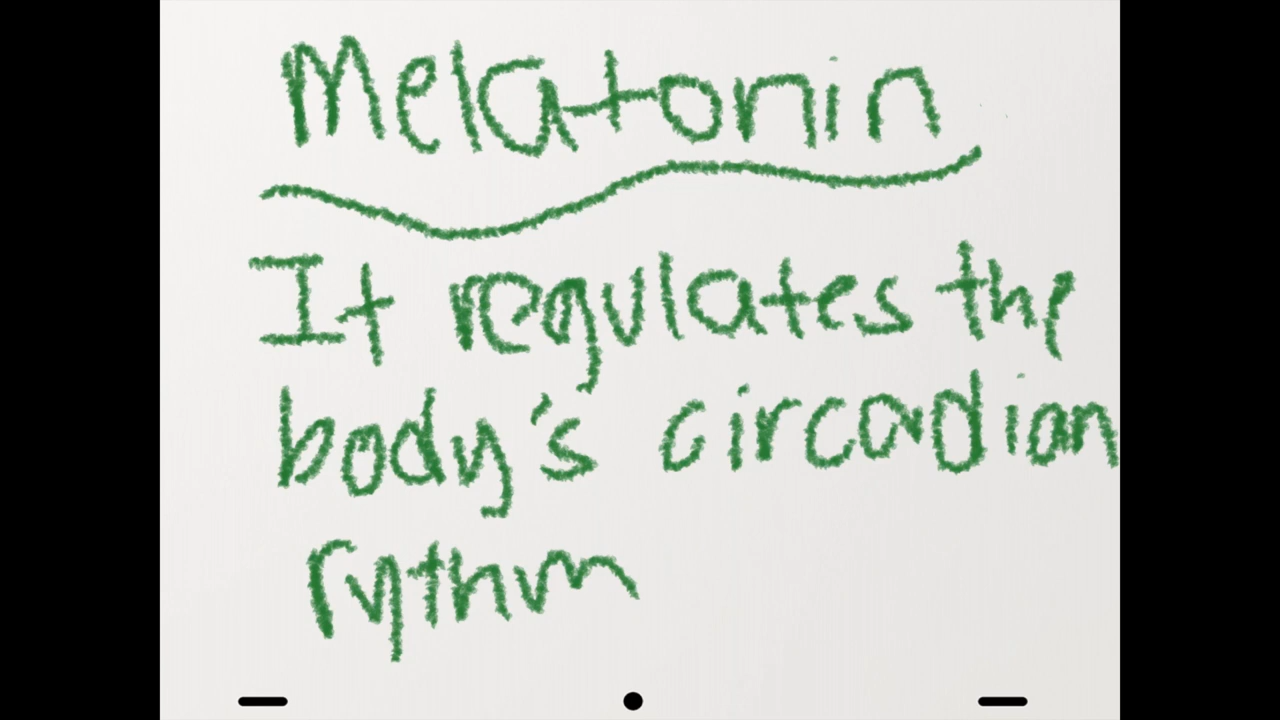 Melatonin
It regulates the
body's circadian
rythm